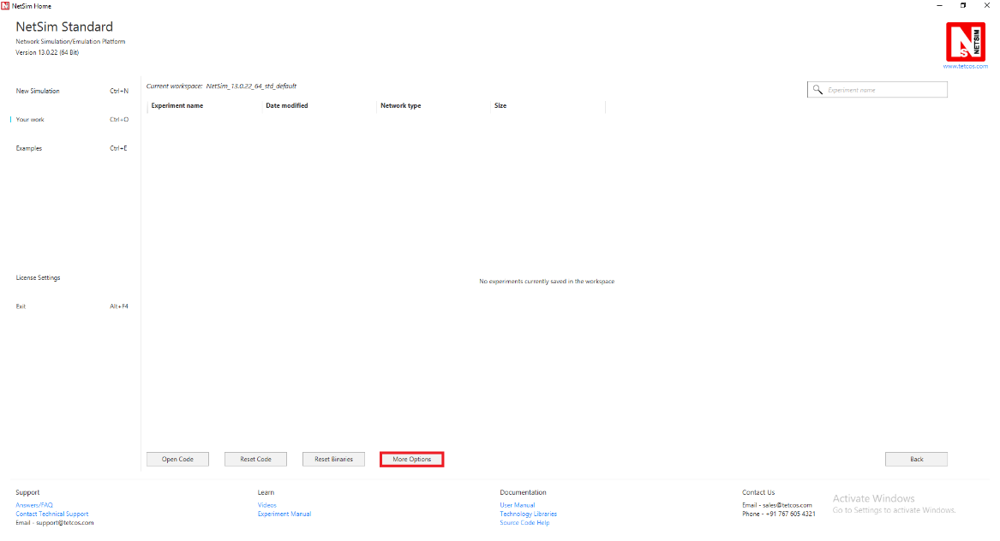 NetSim Home
NetSim Standard
Network Simulation/Emulation Platform
Version 13.0.22 (64 Bit)
N
S
NETSIM
www.tetcos.com
New Simulation Ctrl+N
Your work Ctrl+O
Examples Ctrl+E
License Settings
Exit Alt+F4
Current workspace: NetSim_13.0.22_64_std_default
Experiment name
Experiment name Date modified Network type Size
No experiments currently saved in the workspace
Open Code Reset Code Reset Binaries More Options Back
Support
Answers/FAQ
Contact Technical Support
Email - support@tetcos.com
Learn
Videos
Experiment Manual
Documentation
User Manual
Technology Libraries
Source Code Help
Contact Us
Email - sales@tetcos.com
Phone - +91 767 605 4321
Activate Windows
Go to Settings to activate Windows.